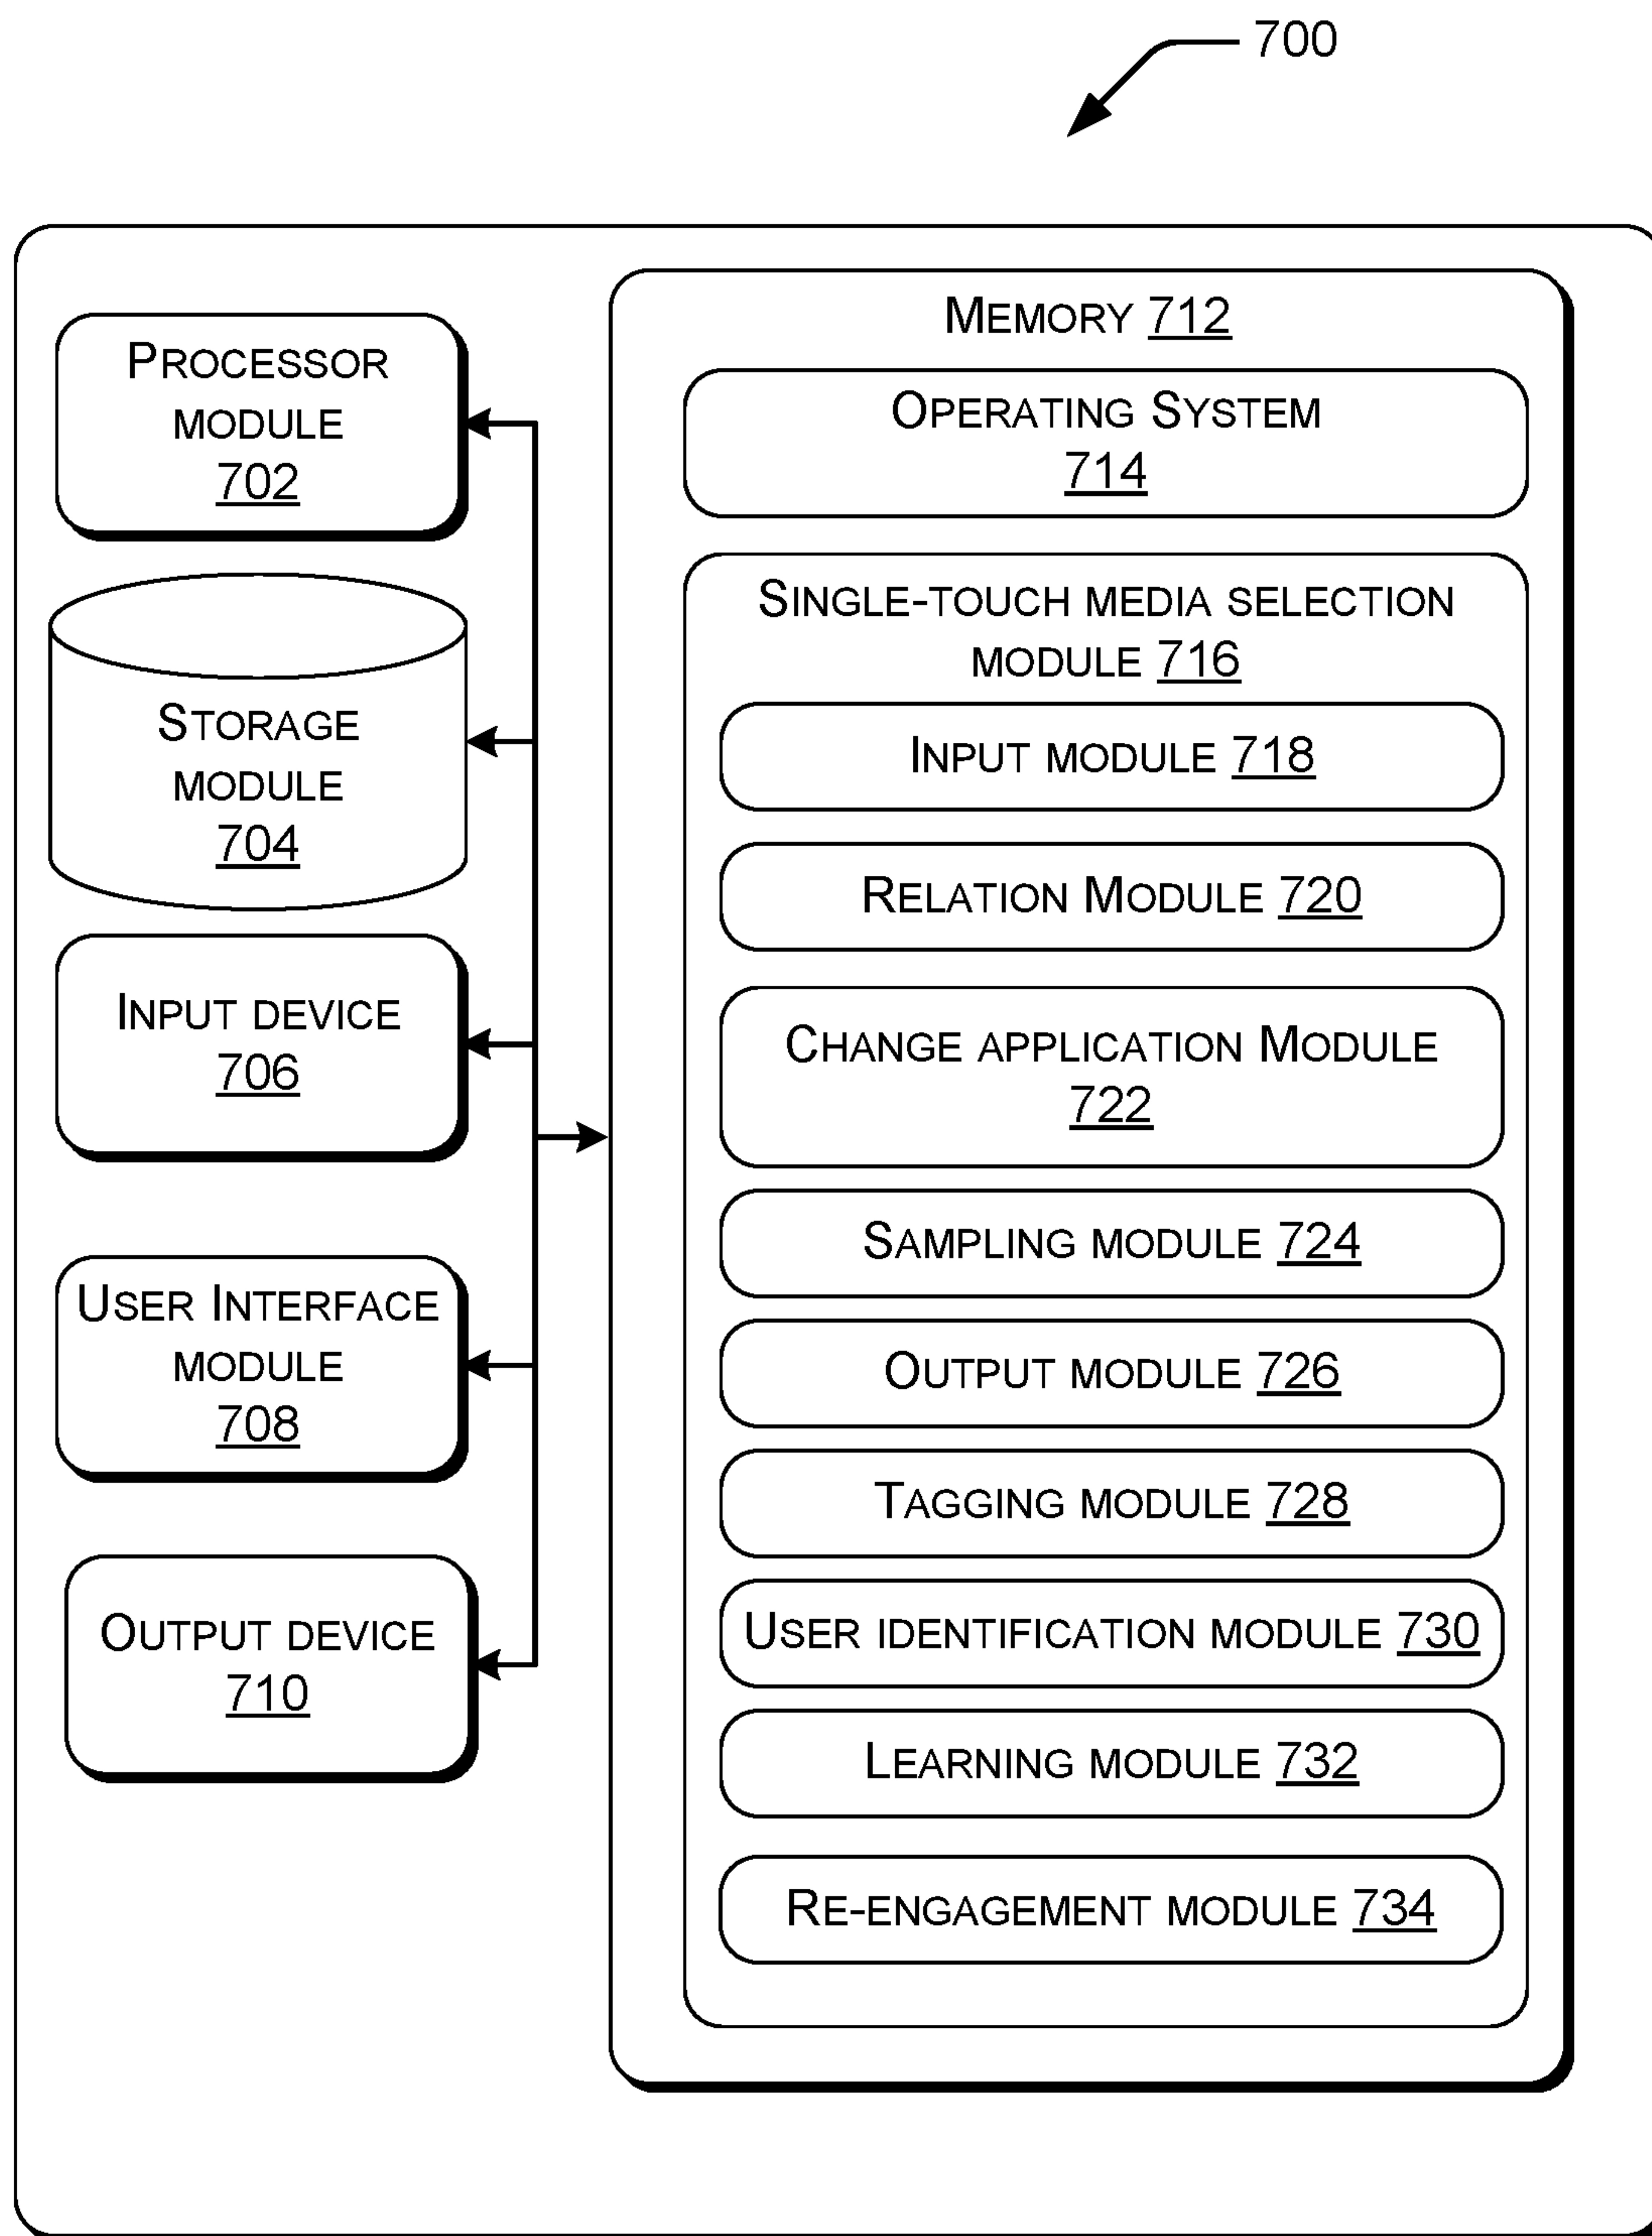 700
PROCESSOR
MODULE
702
STORAGE
MODULE
704
INPUT DEVICE
706
USER INTERFACE
MODULE
708
OUTPUT DEVICE
710
MEMORY 712
OPERATING SYSTEM
714
SINGLE-TOUCH MEDIA SELECTION
MODULE 716
INPUT MODULE 718
RELATION MODULE 720
CHANGE APPLICATION MODULE
722
SAMPLING MODULE 724
OUTPUT MODULE 726
TAGGING MODULE 728
USER IDENTIFICATION MODULE 730
LEARNING MODULE 732
RE-ENGAGEMENT MODULE 734